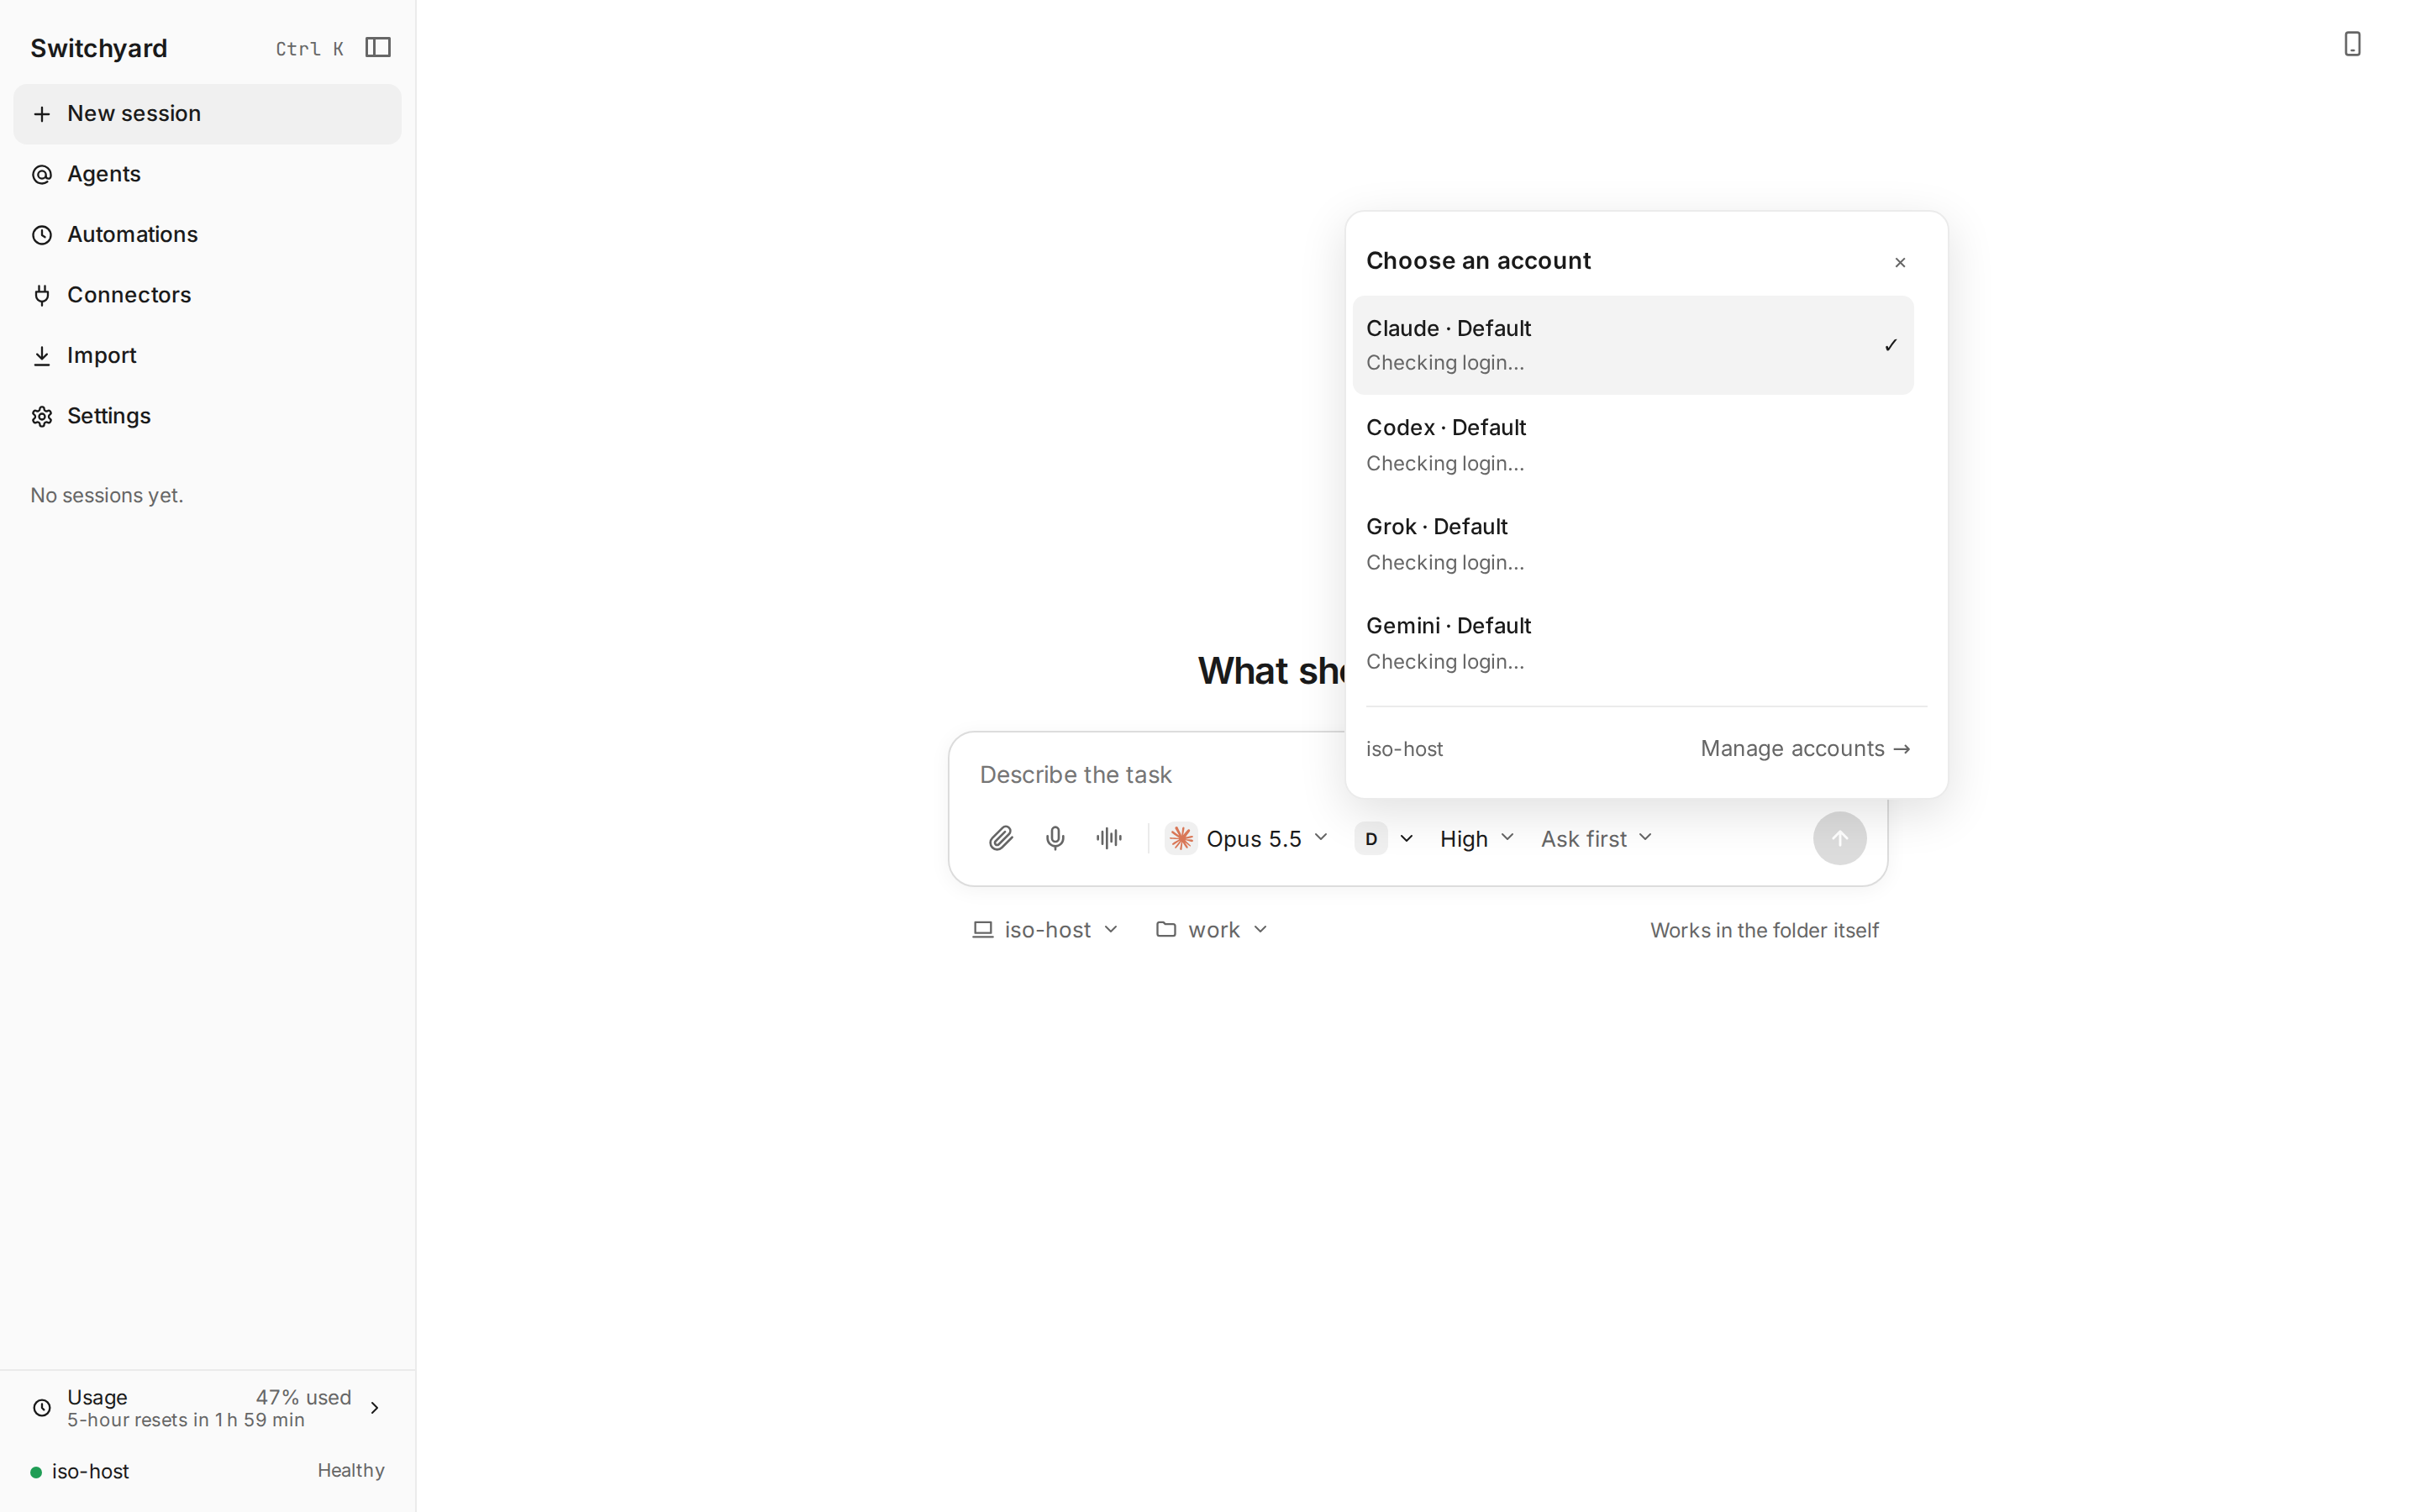 Switchyard
Ctrl K
New session
Agents
Automations
Connectors
Import
Settings
No sessions yet.
Usage
47% used
5-hour resets in 1 h 59 min
iso-host
Healthy
Choose an account
×
Claude · Default
Checking login...
✓
Codex · Default
Checking login...
Grok · Default
Checking login...
Gemini · Default
Checking login...
iso-host
Manage accounts →
What
Describe the task
Opus 5.5
D
High
Ask first
iso-host
work
Works in the folder itself